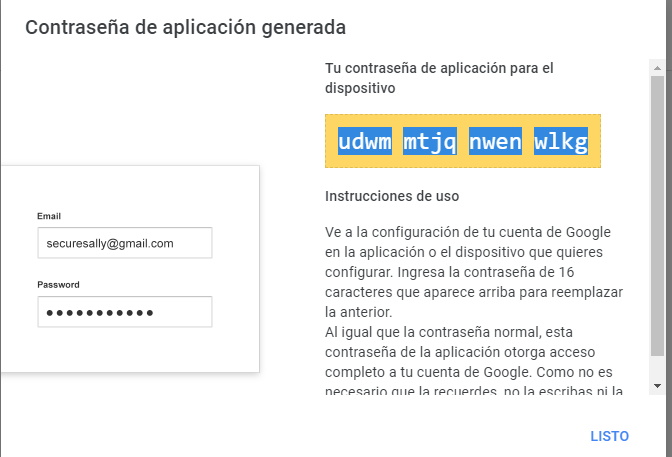 Contraseña de aplicación generada
Tu contraseña de aplicación para el
dispositivo
udwm mtjq nwen wlkg
Instrucciones de uso
Email
securesally@gmail.com
Password
Ve a la configuración de tu cuenta de Google
en la aplicación o el dispositivo que quieres
configurar. Ingresa la contraseña de 16
caracteres que aparece arriba para reemplazar
la anterior.
Al igual que la contraseña normal, esta
contraseña de la aplicación otorga acceso
completo a tu cuenta de Google. Como no es
necesario que la recuerdes, no la escribas ni la
LISTO